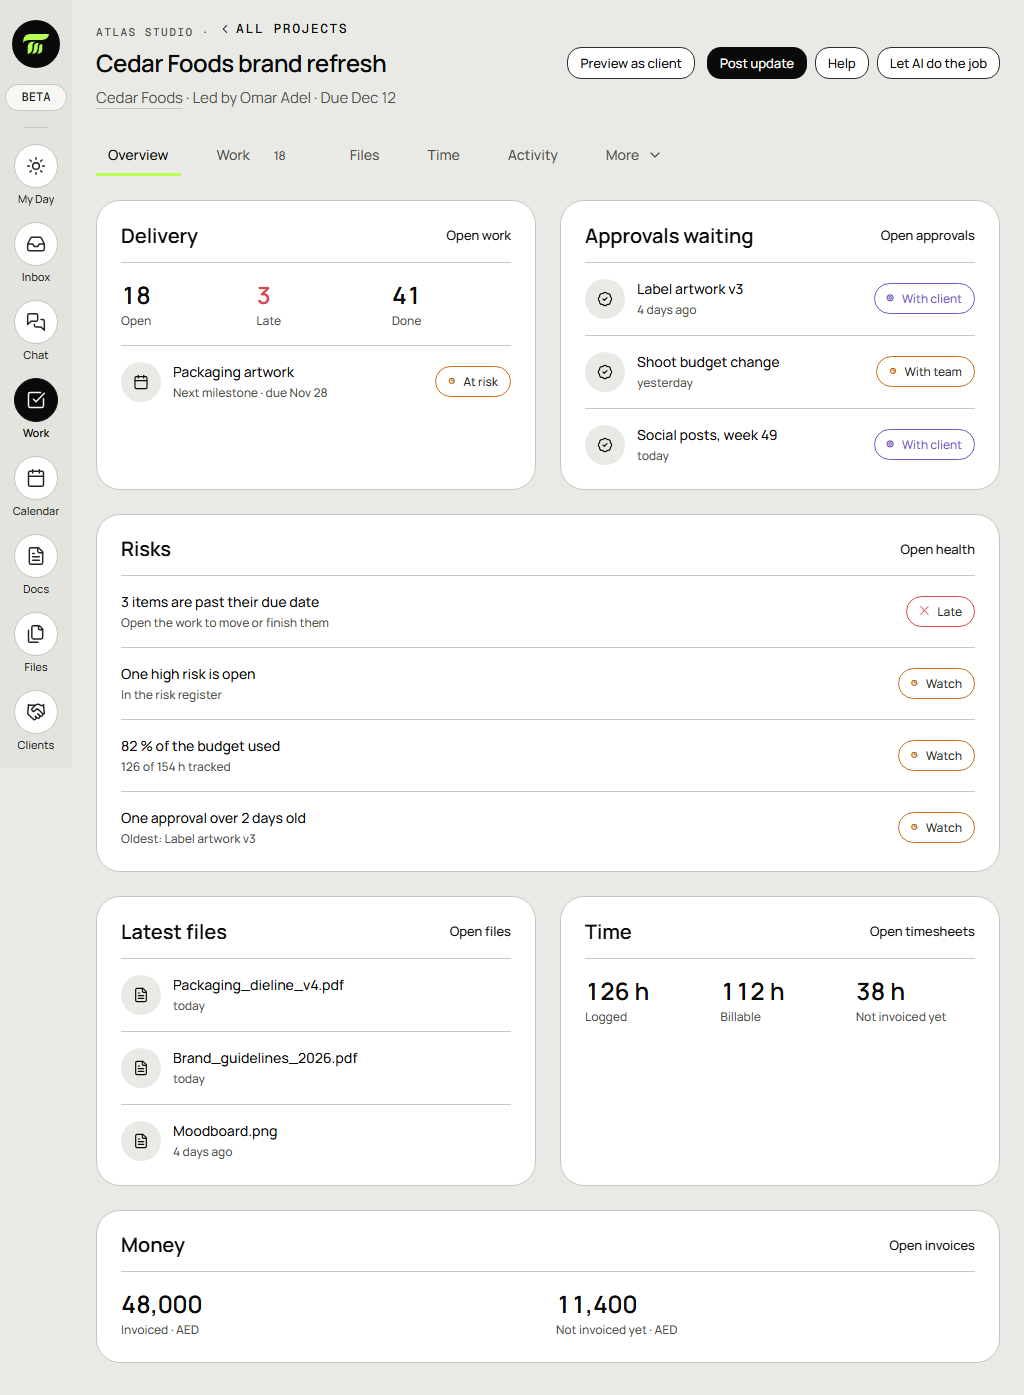 ATLAS STUDIO · < ALL PROJECTS
Cedar Foods brand refresh
Cedar Foods · Led by Omar Adel · Due Dec 12
Preview as client
Post update
Help
Let AI do the job
BETA
My Day
Inbox
Chat
Work
Calendar
Docs
Files
Clients
Overview
Work 18
Files
Time
Activity
More
Delivery
Open work
18
Open
3
Late
41
Done
Packaging artwork
Next milestone · due Nov 28
At risk
Approvals waiting
Open approvals
Label artwork v3
4 days ago
With client
Shoot budget change
yesterday
With team
Social posts, week 49
today
With client
Risks
Open health
3 items are past their due date
Open the work to move or finish them
Late
One high risk is open
In the risk register
Watch
82 % of the budget used
126 of 154 h tracked
Watch
One approval over 2 days old
Oldest: Label artwork v3
Watch
Latest files
Open files
Packaging_dieline_v4.pdf
today
Brand_guidelines_2026.pdf
today
Moodboard.png
4 days ago
Time
Open timesheets
126 h
Logged
112 h
Billable
38 h
Not invoiced yet
Money
Open invoices
48,000
Invoiced · AED
11,400
Not invoiced yet · AED